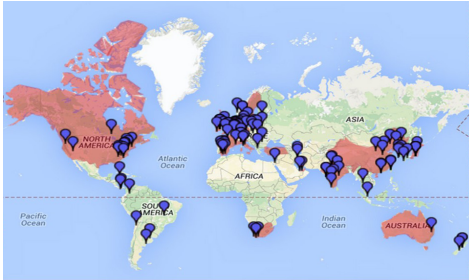 ASIA
NORTH
AMERICA
Atlantic
Ocean
AFRICA
SOUTH
AMERICA
Pacific
Ocean
Indian
Ocean
AUSTRALIA